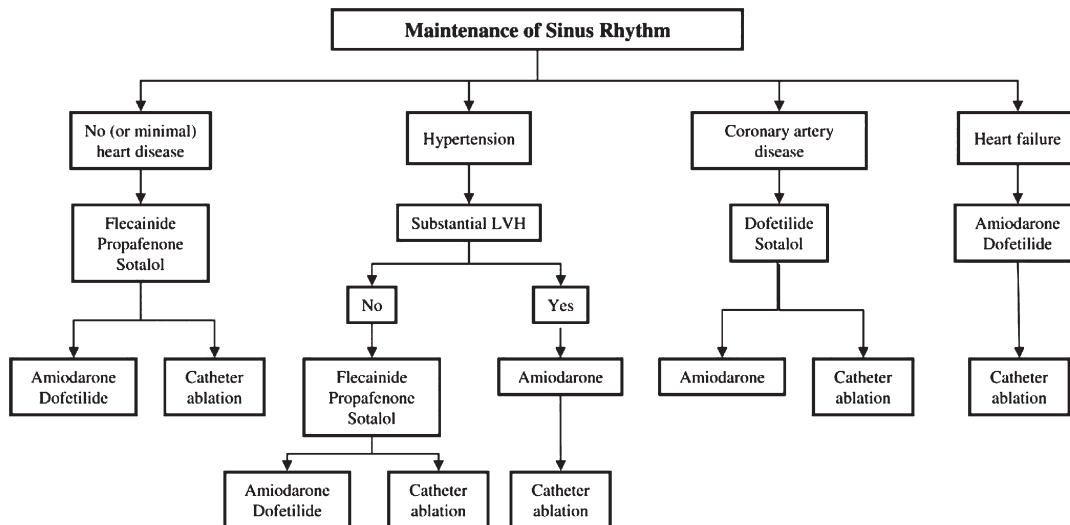 Maintenance of Sinus Rhythm
No (or minimal)
heart disease
Hypertension
Coronary artery
disease
Heart failure
Flecainide
Propafenone
Sotalol
Substantial LVH
Dofetilide
Sotalol
Amiodarone
Dofetilide
No
Yes
Amiodarone
Dofetilide
Catheter
ablation
Flecainide
Propafenone
Sotalol
Amiodarone
Amiodarone
Catheter
ablation
Catheter
ablation
Amiodarone
Dofetilide
Catheter
ablation
Catheter
ablation